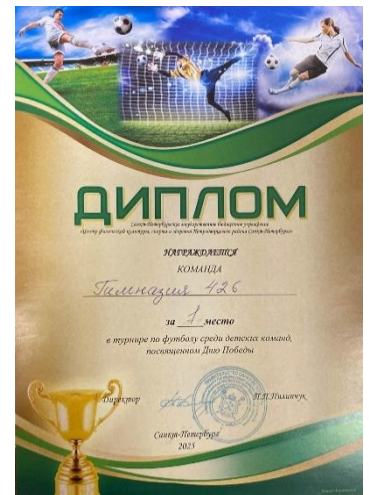 ДИПЛОМ
Санкт-Петербургское государственное бюджетное учреждение
«Центр физической культуры, спорта и здоровья Петродворцового района Санкт-Петербурга»
НАГРАЖДАЕТСЯ
КОМАНДА
Гимназия 426
за 1 место
в турнире по футболу среди детских команд,
посвященном Дню Победы
Директор П.П.Пилипчук
Санкт-Петербург
2025